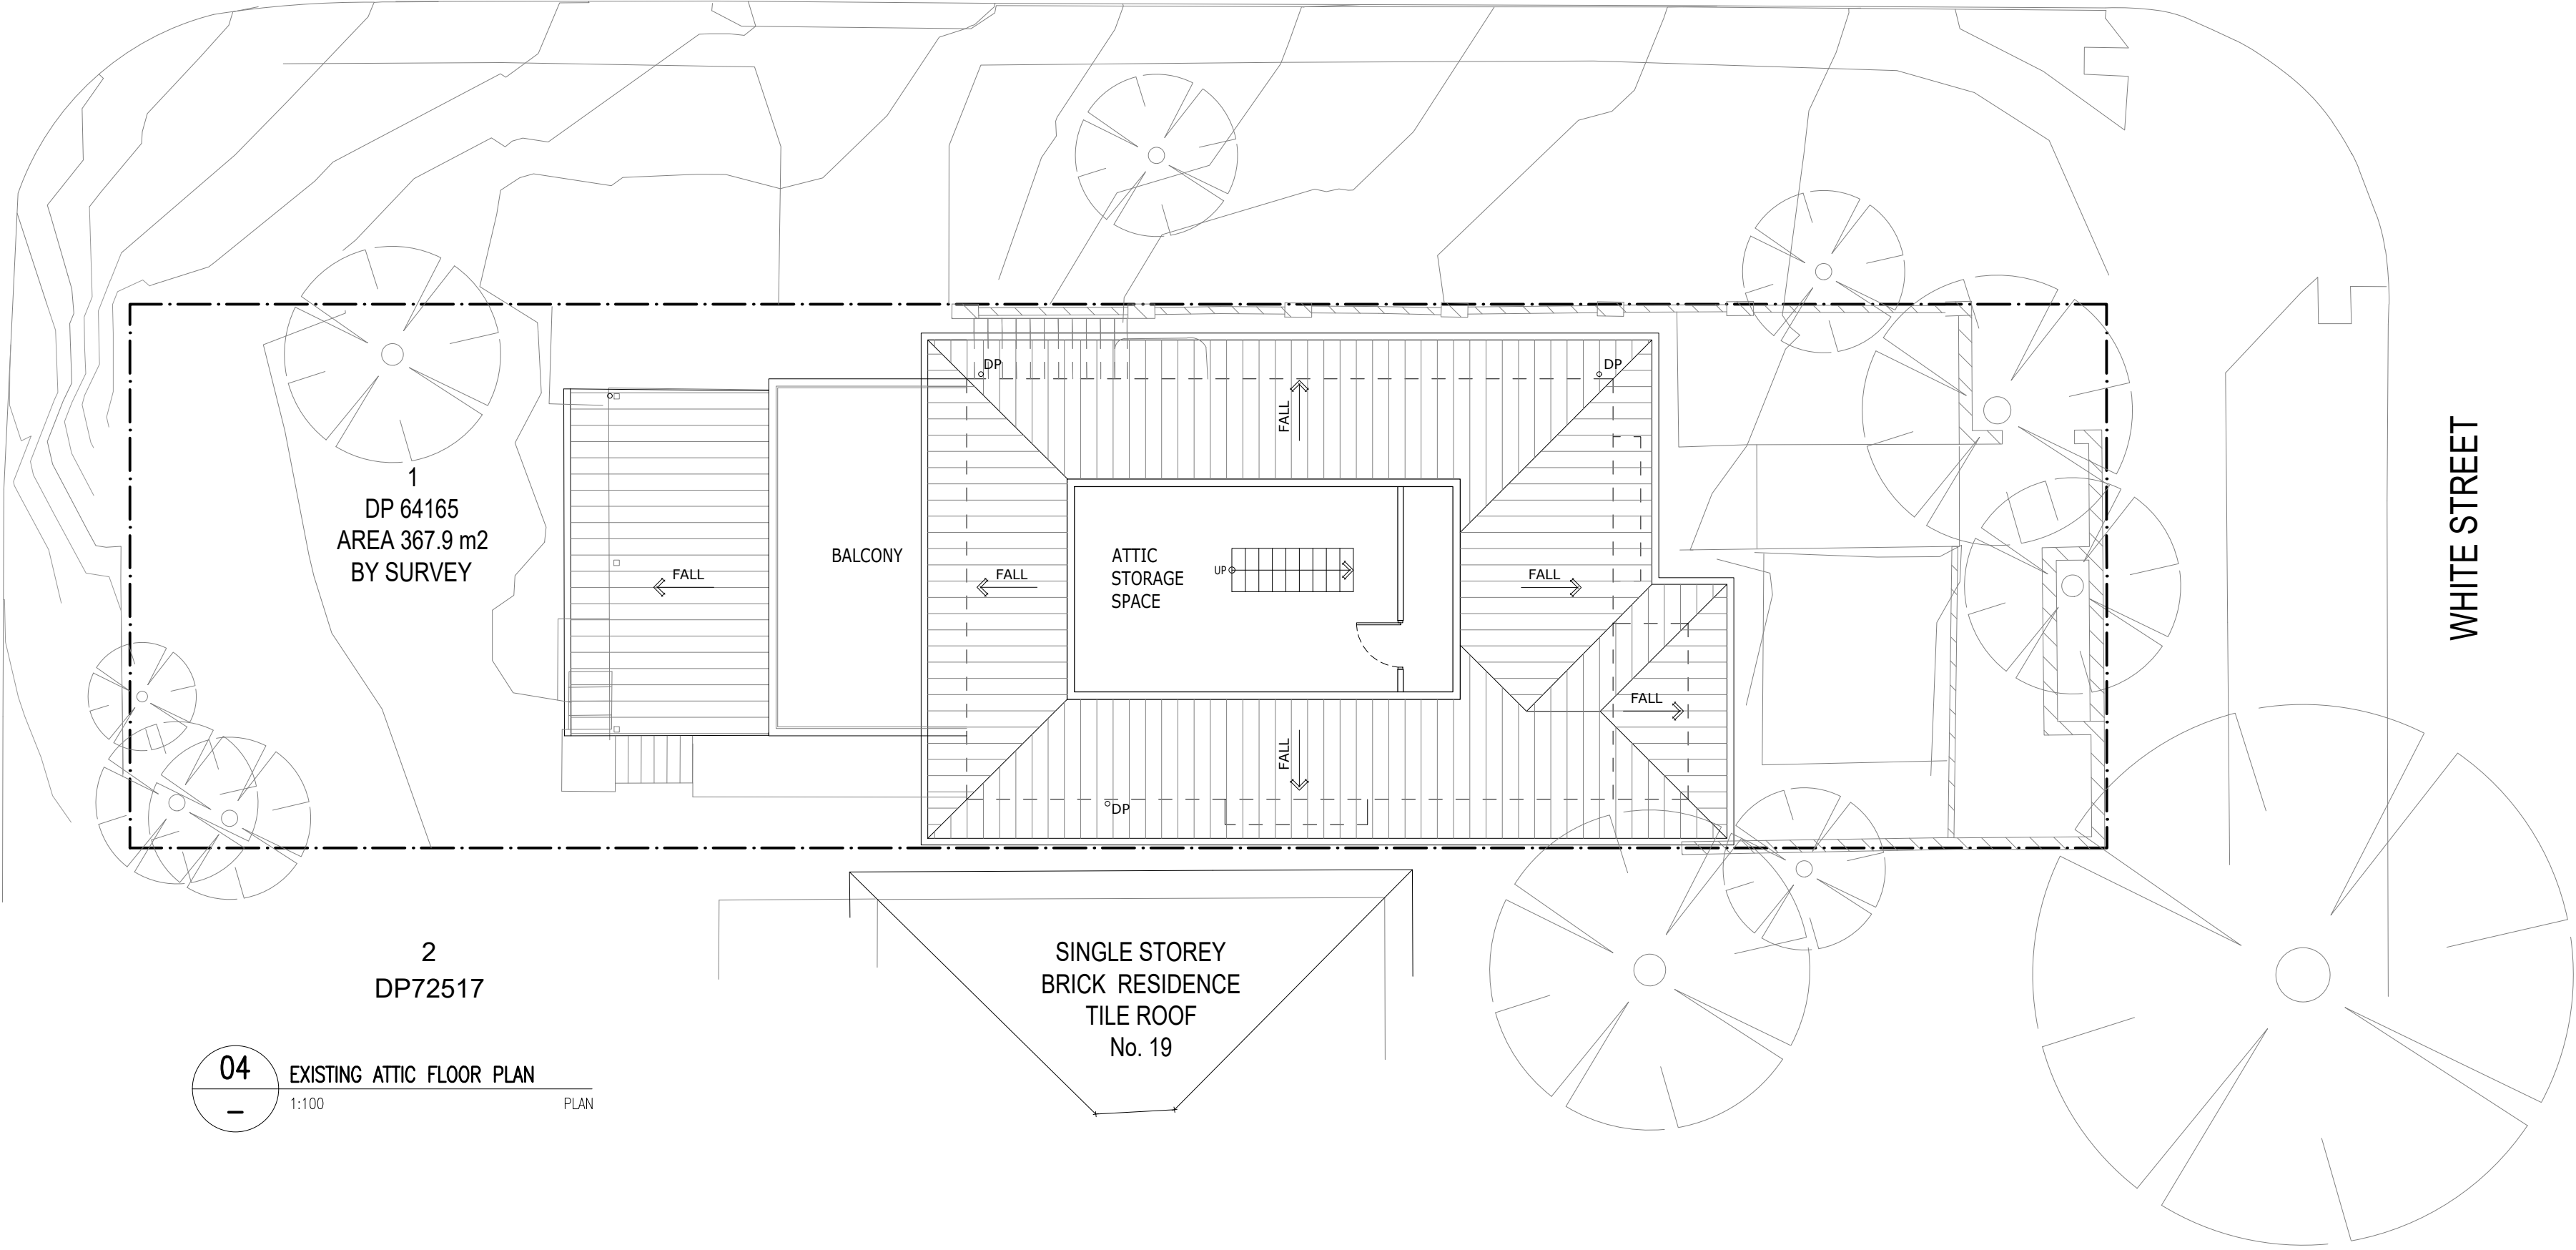 DP
DP
FALL
WHITE STREET
1
DP 64165
AREA 367.9 m2
BY SURVEY
BALCONY
ATTIC
STORAGE
SPACE
UP
FALL
FALL
FALL
FALL
FALL
DP
2
DP72517
SINGLE STOREY
BRICK RESIDENCE
TILE ROOF
No. 19
04
–
EXISTING ATTIC FLOOR PLAN
1:100
PLAN